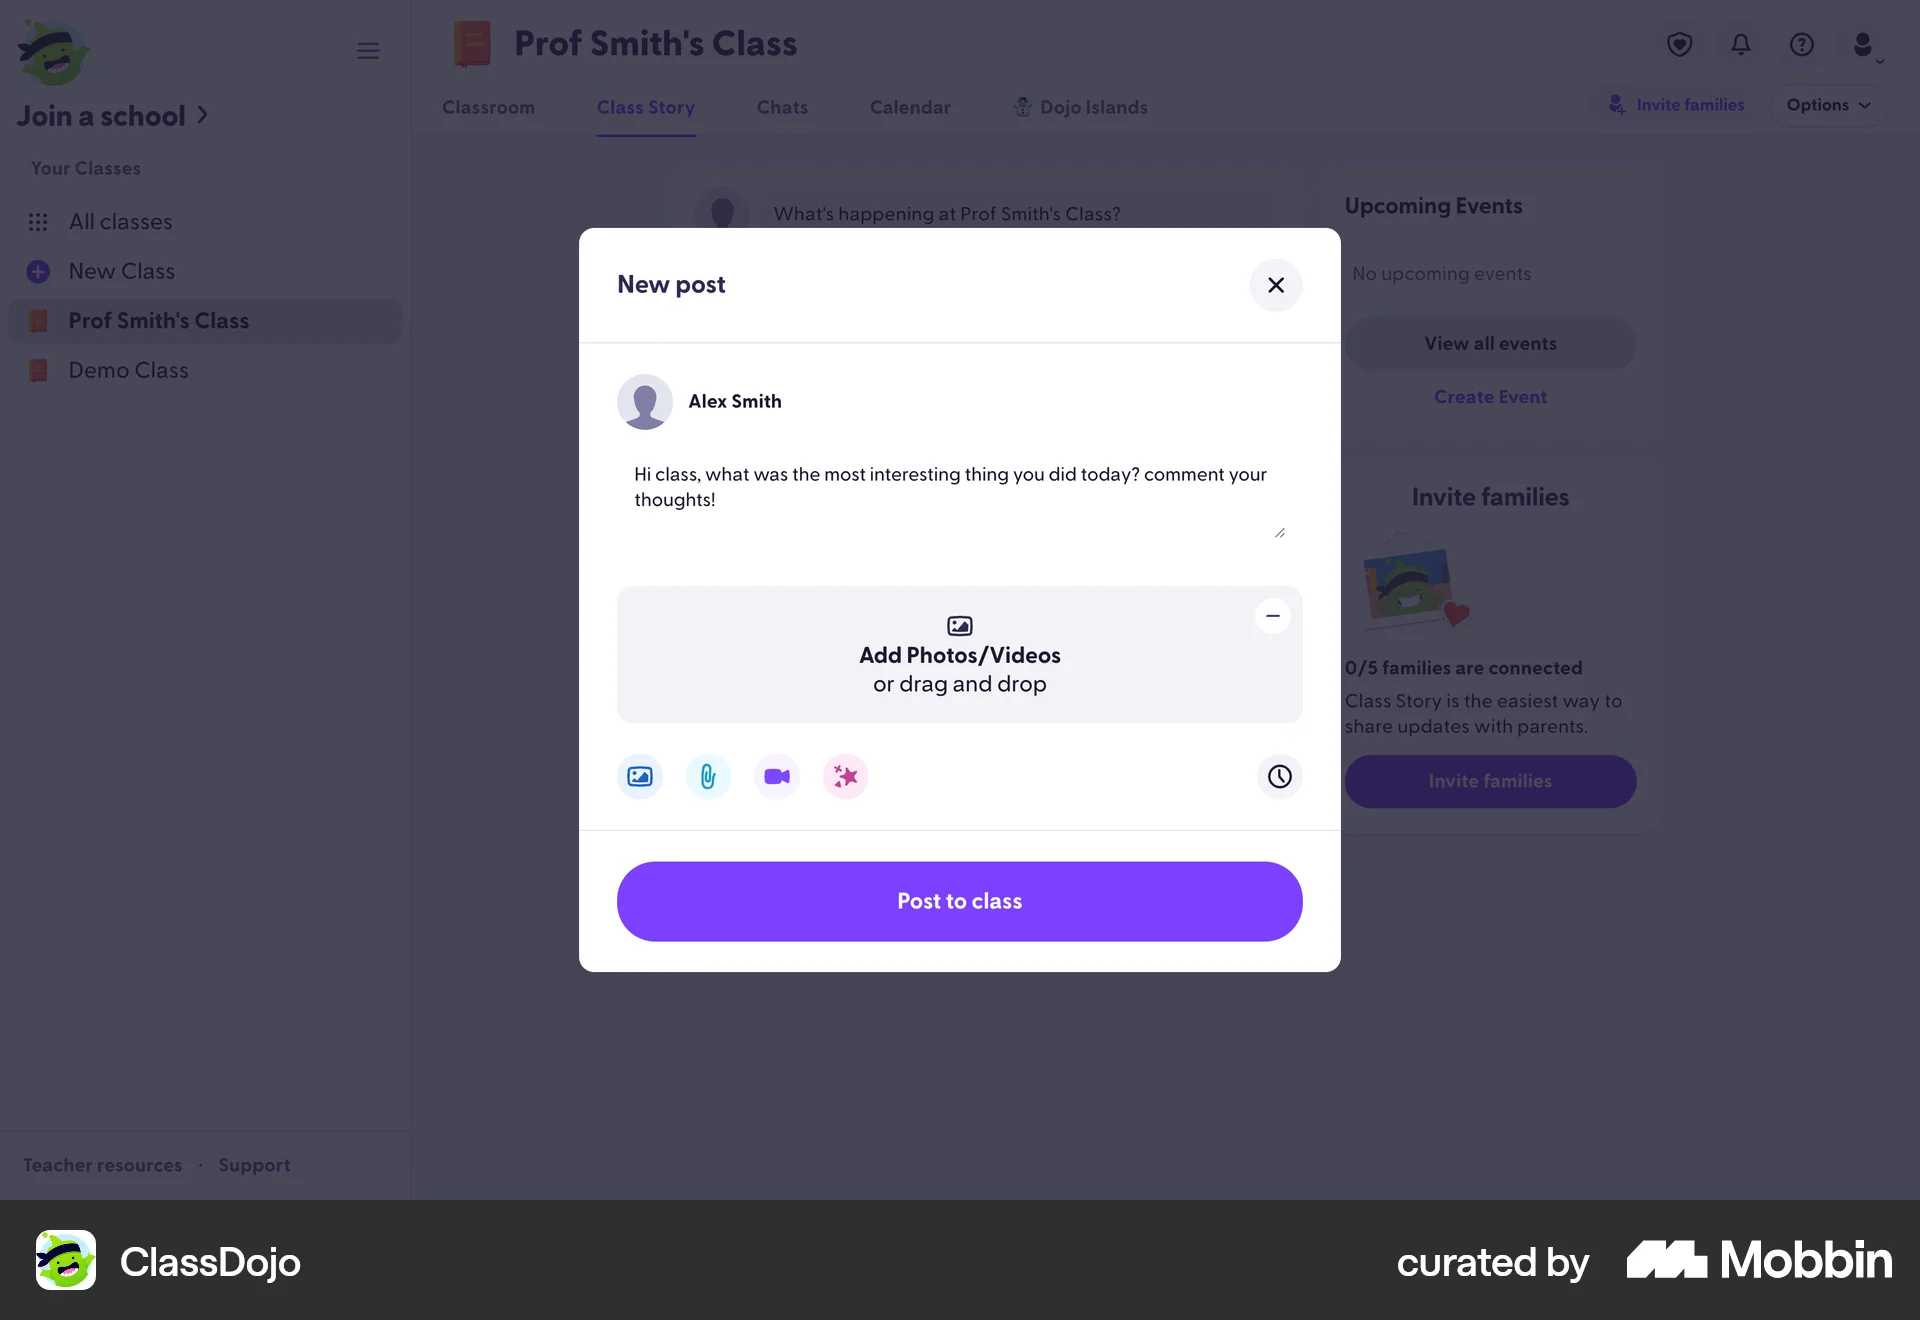 Prof Smith's Class
Join a school
Classroom
Class Story
Chats
Calendar
Dojo Islands
Invite families
Options
Your Classes
All classes
New Class
Prof Smith's Class
Demo Class
What's happening at Prof Smith's Class?
Upcoming Events
No upcoming events
View all events
Create Event
Invite families
0/5 families are connected
Class Story is the easiest way to
share updates with parents.
Invite families
New post
Alex Smith
Hi class, what was the most interesting thing you did today? comment your
thoughts!
Add Photos/Videos
or drag and drop
Post to class
Teacher resources · Support
ClassDojo
curated by Mobbin